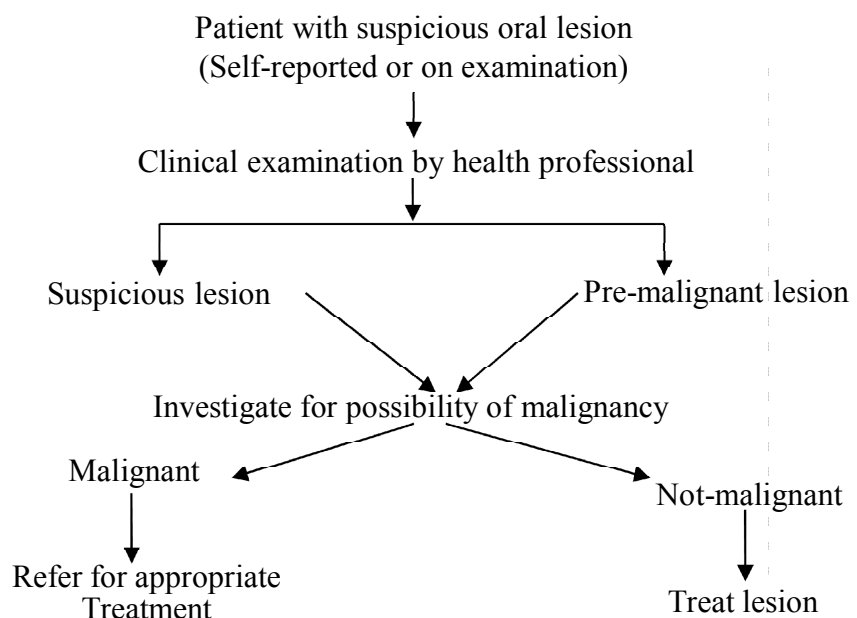 Patient with suspicious oral lesion
(Self-reported or on examination)
Clinical examination by health professional
Suspicious lesion
Pre-malignant lesion
Investigate for possibility of malignancy
Malignant
Not-malignant
Refer for appropriate
Treatment
Treat lesion